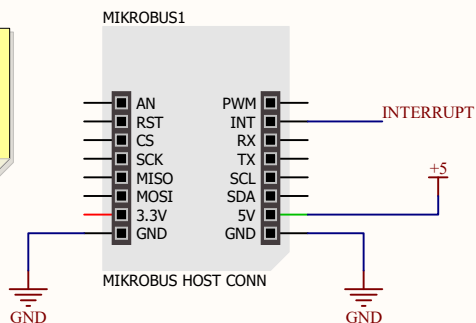 MIKROBUS1
AN PWM
RST INT INTERRUPT
CS RX
SCK TX
MISO SCL
MOSI SDA +5
3.3V 5V
GND GND
MIKROBUS HOST CONN
GND GND